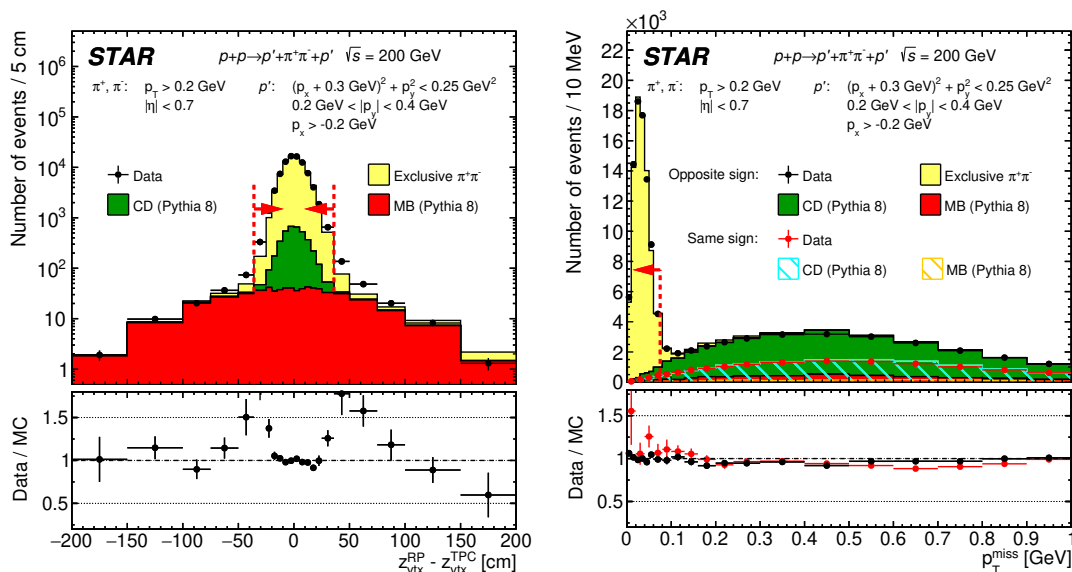 STAR p+p→p′+π⁺π⁻+p′ √s = 200 GeV
π⁺, π⁻: p_T > 0.2 GeV p′: (p_x + 0.3 GeV)² + p_y² < 0.25 GeV²
|η| < 0.7 0.2 GeV < |p_y| < 0.4 GeV
p_x > -0.2 GeV
Data Exclusive π⁺π⁻
CD (Pythia 8) MB (Pythia 8)
Number of events / 5 cm
10⁶
10⁵
10⁴
10³
10²
10
1
Data / MC
1.5
1
0.5
−200 −150 −100 −50 0 50 100 150 200
z_vtx^RP - z_vtx^TPC [cm]
×10³
STAR p+p→p′+π⁺π⁻+p′ √s = 200 GeV
π⁺, π⁻: p_T > 0.2 GeV p′: (p_x + 0.3 GeV)² + p_y² < 0.25 GeV²
|η| < 0.7 0.2 GeV < |p_y| < 0.4 GeV
p_x > -0.2 GeV
Opposite sign: Data Exclusive π⁺π⁻
CD (Pythia 8) MB (Pythia 8)
Same sign: Data
CD (Pythia 8) MB (Pythia 8)
Number of events / 10 MeV
22
20
18
16
14
12
10
8
6
4
2
0
Data / MC
1.5
1
0.5
0 0.1 0.2 0.3 0.4 0.5 0.6 0.7 0.8 0.9 1
p_T^miss [GeV]